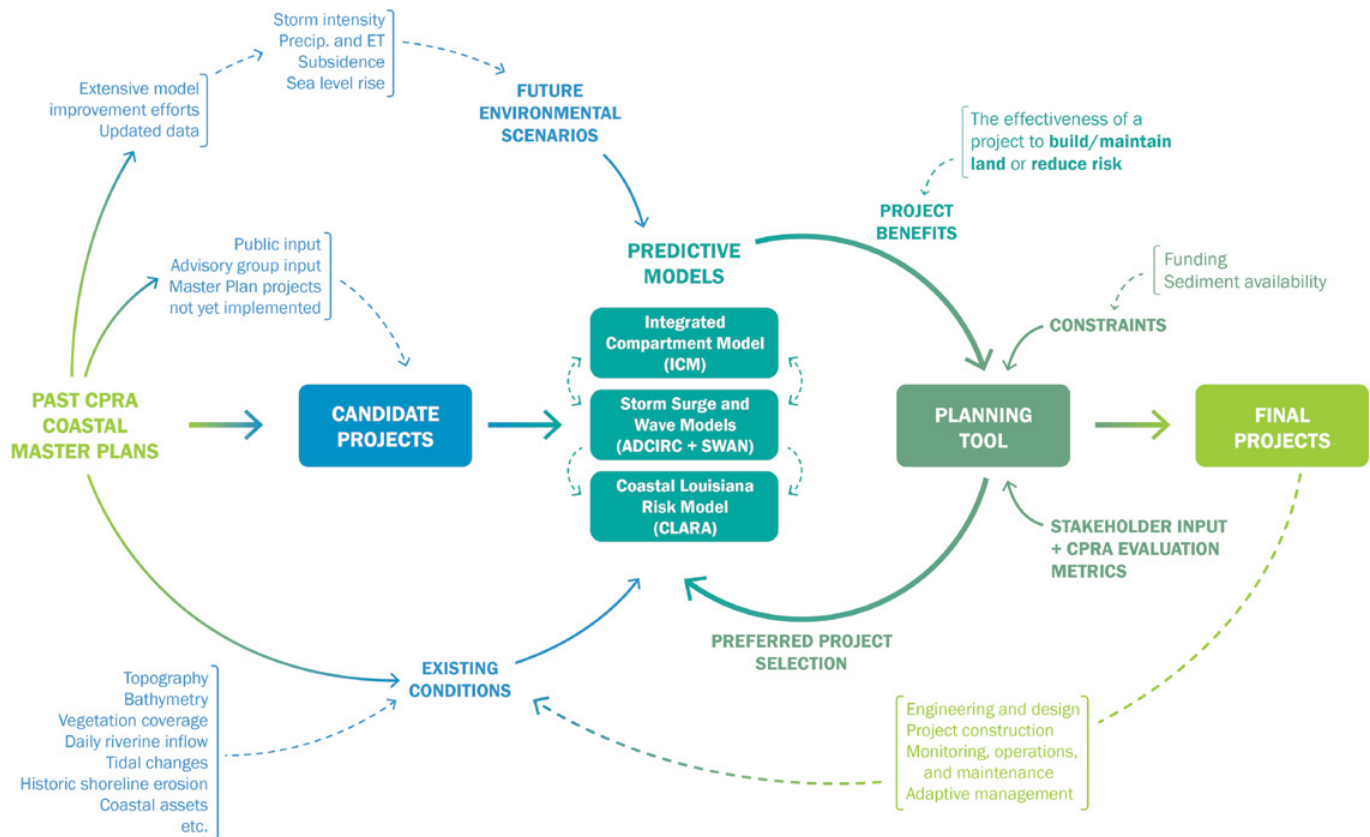 Storm intensity
Precip. and ET
Subsidence
Sea level rise
Extensive model
improvement efforts
Updated data
FUTURE
ENVIRONMENTAL
SCENARIOS
The effectiveness of a
project to build/maintain
land or reduce risk
PROJECT
BENEFITS
Public input
Advisory group input
Master Plan projects
not yet implemented
PREDICTIVE
MODELS
Funding
Sediment availability
CONSTRAINTS
Integrated
Compartment Model
(ICM)
PAST CPRA
COASTAL
MASTER PLANS
CANDIDATE
PROJECTS
Storm Surge and
Wave Models
(ADCIRC + SWAN)
PLANNING
TOOL
FINAL
PROJECTS
Coastal Louisiana
Risk Model
(CLARA)
STAKEHOLDER INPUT
+ CPRA EVALUATION
METRICS
PREFERRED PROJECT
SELECTION
EXISTING
CONDITIONS
Topography
Bathymetry
Vegetation coverage
Daily riverine inflow
Tidal changes
Historic shoreline erosion
Coastal assets
etc.
Engineering and design
Project construction
Monitoring, operations,
and maintenance
Adaptive management